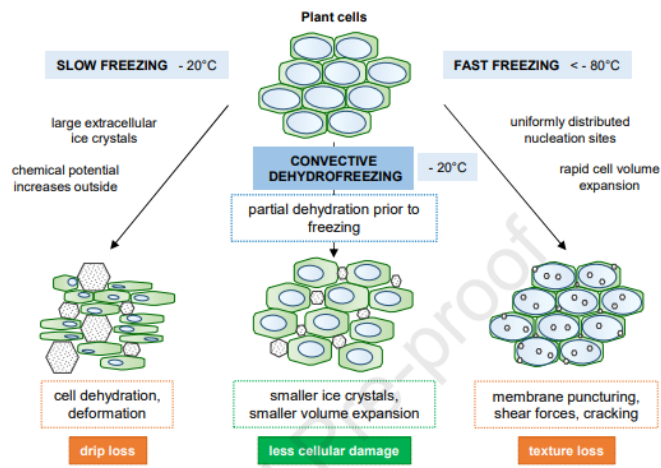 Plant cells
SLOW FREEZING - 20°C
FAST FREEZING < - 80°C
large extracellular
ice crystals
chemical potential
increases outside
uniformly distributed
nucleation sites
rapid cell volume
expansion
CONVECTIVE
DEHYDROFREEZING
- 20°C
partial dehydration prior to
freezing
cell dehydration,
deformation
drip loss
smaller ice crystals,
smaller volume expansion
less cellular damage
membrane puncturing,
shear forces, cracking
texture loss
Pre-proof